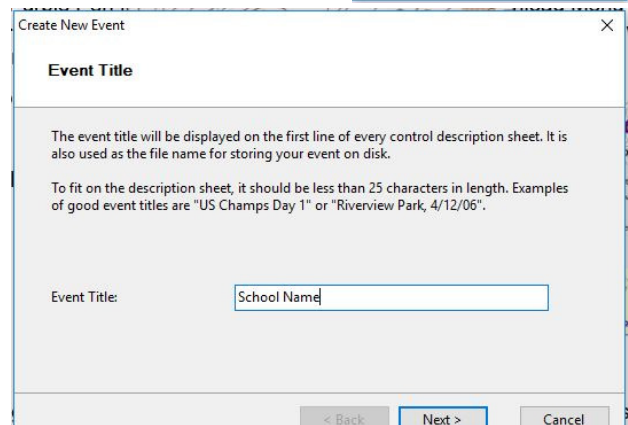 Create New Event
Event Title
The event title will be displayed on the first line of every control description sheet. It is
also used as the file name for storing your event on disk.
To fit on the description sheet, it should be less than 25 characters in length. Examples
of good event titles are "US Champs Day 1" or "Riverview Park, 4/12/06".
Event Title:
School Name
< Back
Next >
Cancel